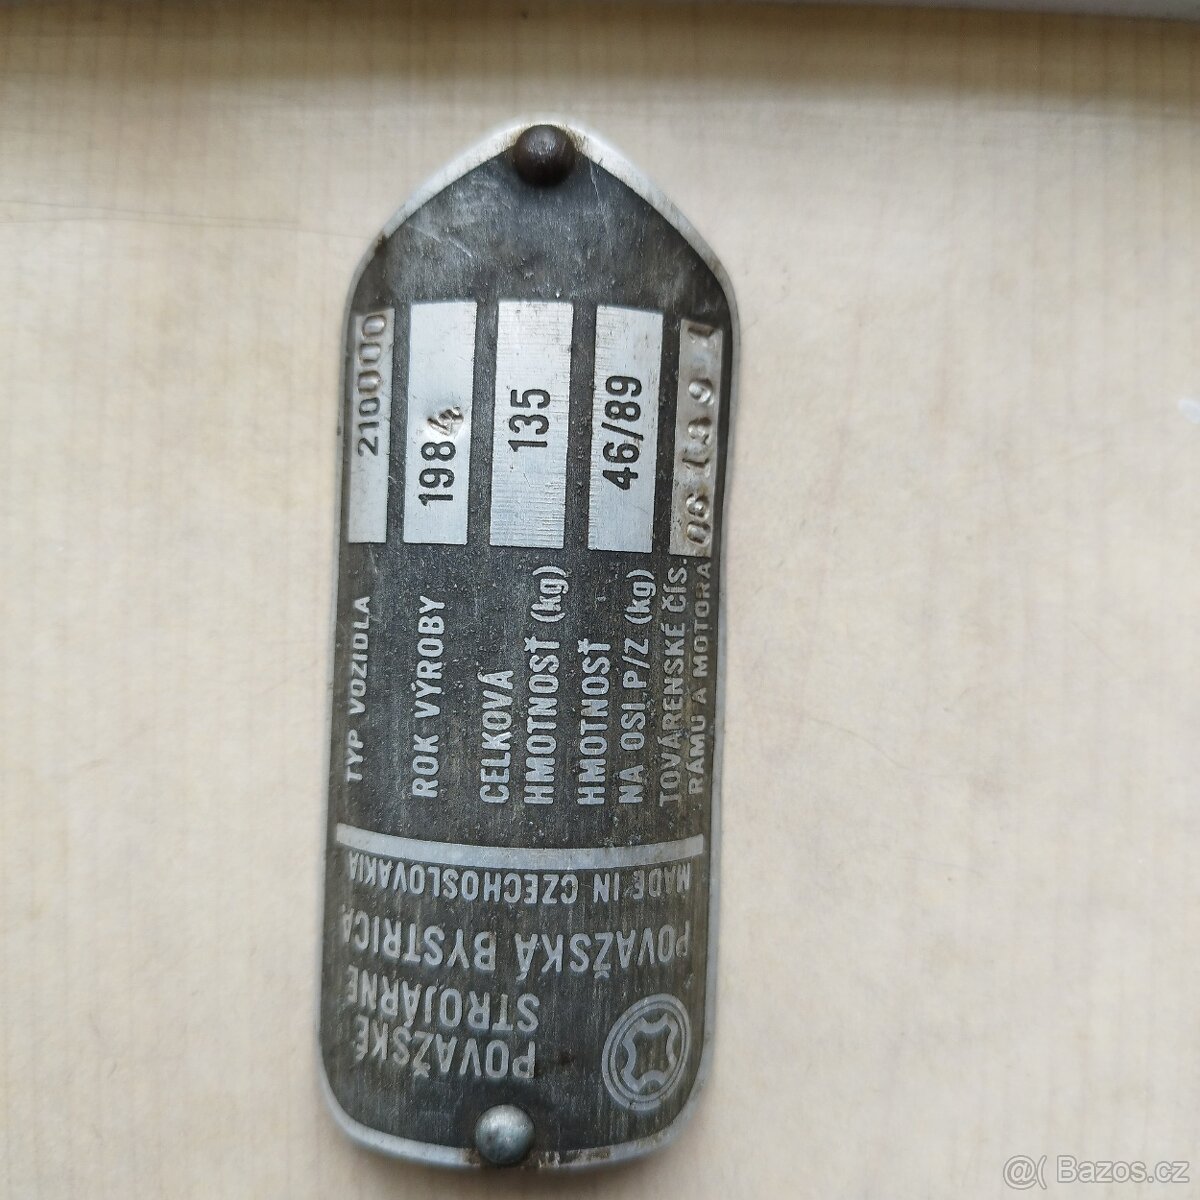 POVAŽSKÉ
STROJÁRNE
POVAŽSKÁ BYSTRICA
MADE IN CZECHOSLOVAKIA
TYP VOZIDLA 210000
ROK VÝROBY 1984
CELKOVÁ
HMOTNOSŤ (kg) 135
HMOTNOSŤ
NA OSI.P/Z (kg) 46/89
TOVÁRENSKÉ ČÍS.
RÁMU A MOTORA
@( Bazos.cz